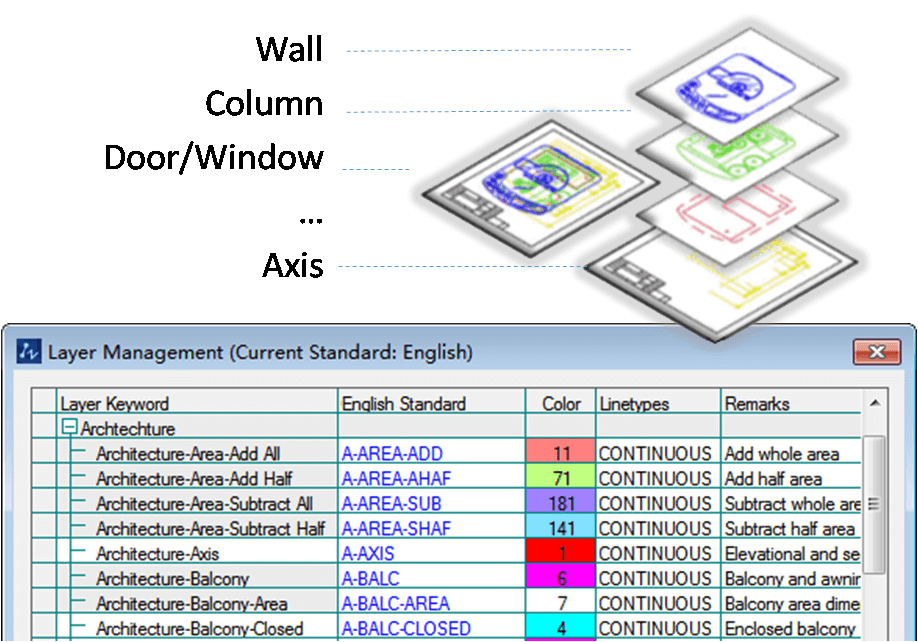 Wall
Column
Door/Window
...
Axis
Layer Management (Current Standard: English)
Layer Keyword English Standard Color Linetypes Remarks
Archtechture
Architecture-Area-Add All A-AREA-ADD 11 CONTINUOUS Add whole area
Architecture-Area-Add Half A-AREA-AHAF 71 CONTINUOUS Add half area
Architecture-Area-Subtract All A-AREA-SUB 181 CONTINUOUS Subtract whole are
Architecture-Area-Subtract Half A-AREA-SHAF 141 CONTINUOUS Subtract half area
Architecture-Axis A-AXIS 1 CONTINUOUS Elevational and se
Architecture-Balcony A-BALC 6 CONTINUOUS Balcony and awnin
Architecture-Balcony-Area A-BALC-AREA 7 CONTINUOUS Balcony area dime
Architecture-Balcony-Closed A-BALC-CLOSED 4 CONTINUOUS Enclosed balcony